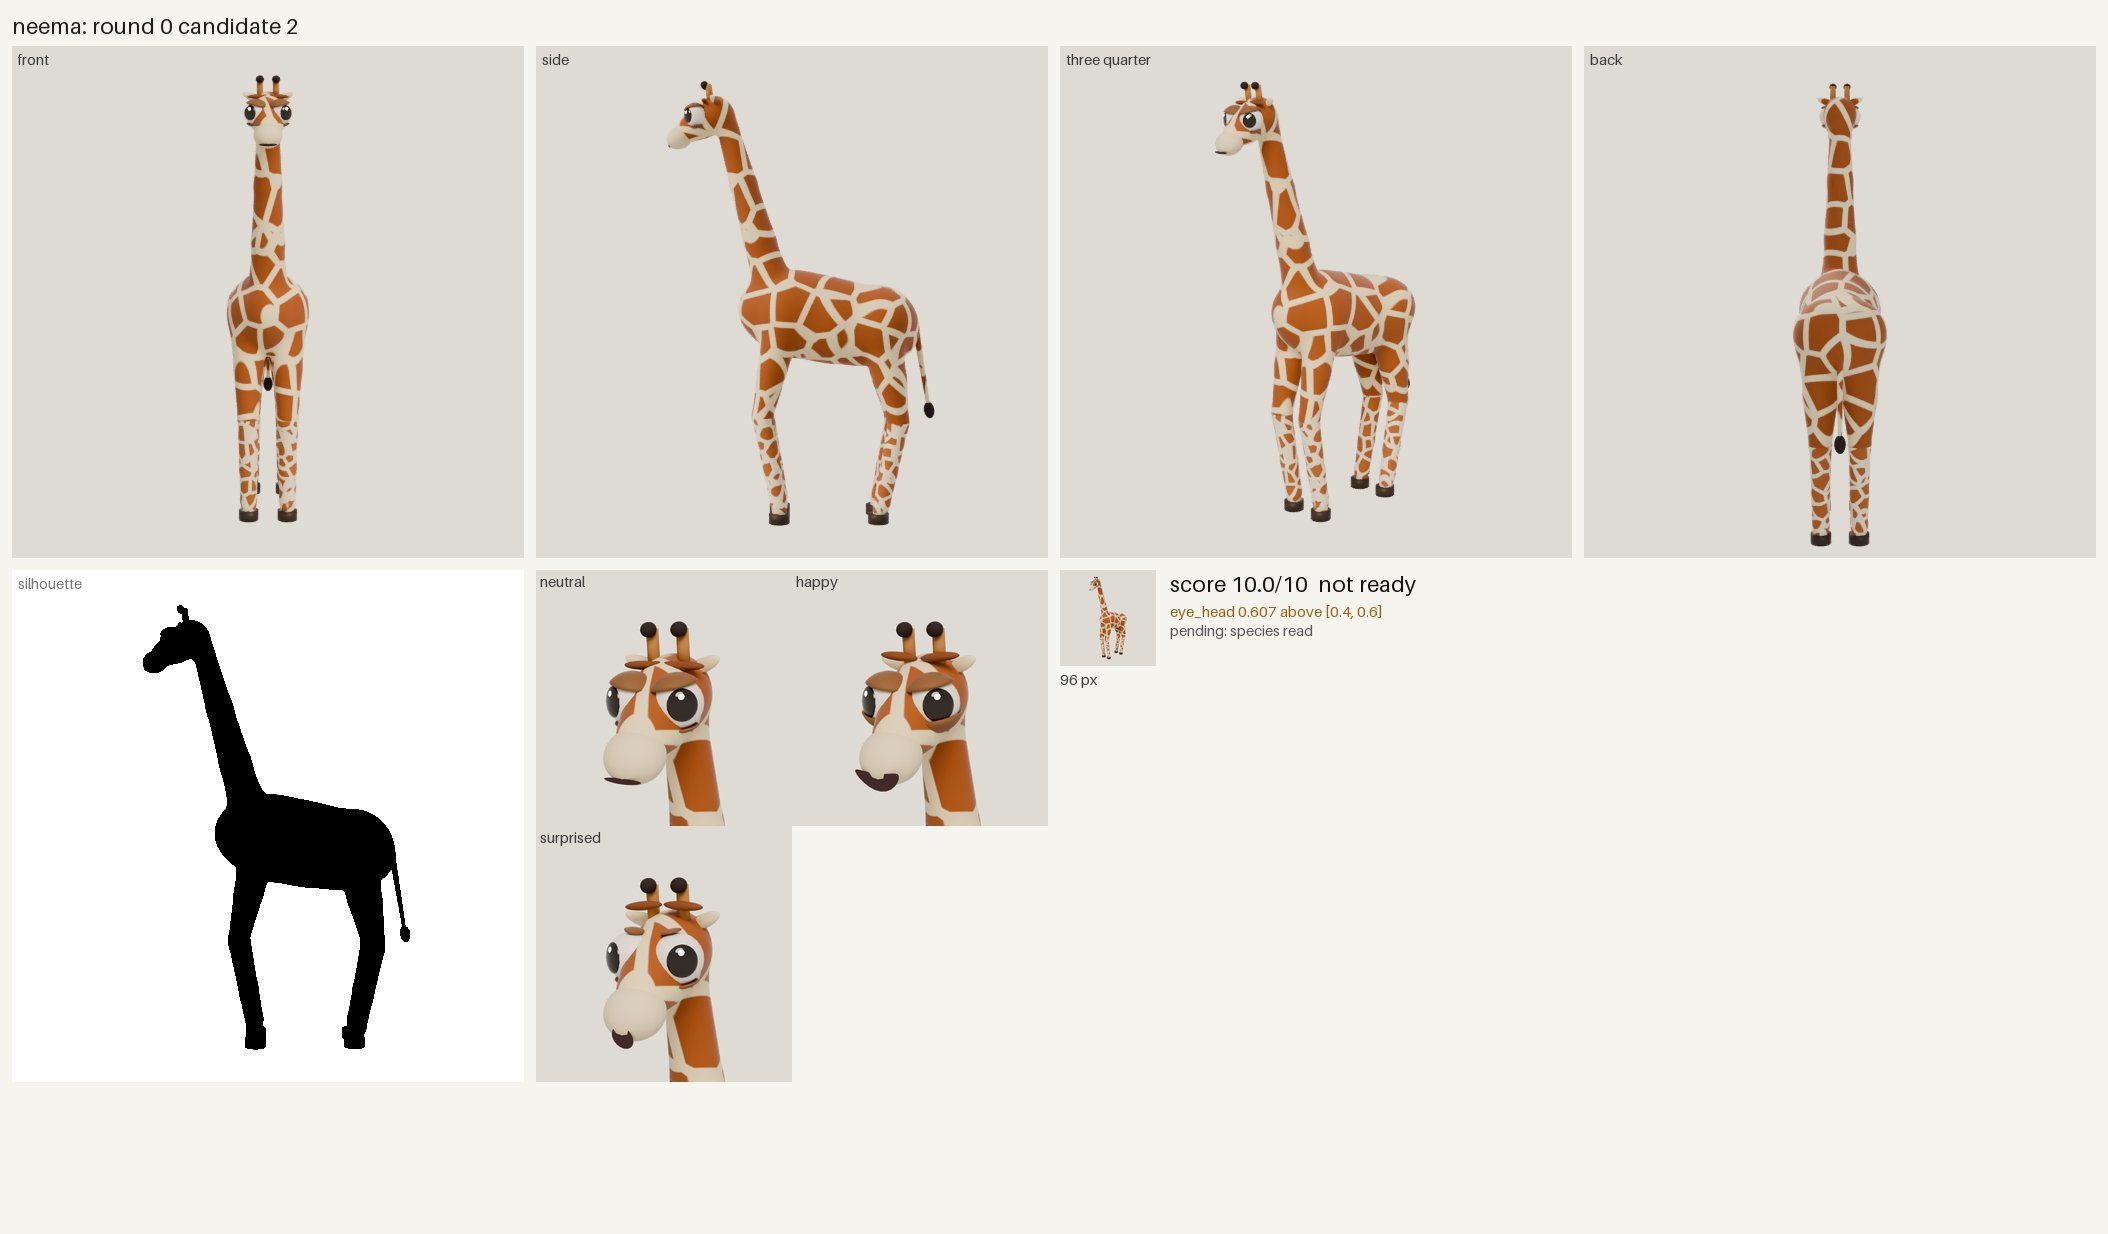 neema: round 0 candidate 2
front
side
three quarter
back
silhouette
neutral
happy
score 10.0/10 not ready
eye_head 0.607 above [0.4, 0.6]
pending: species read
96 px
surprised